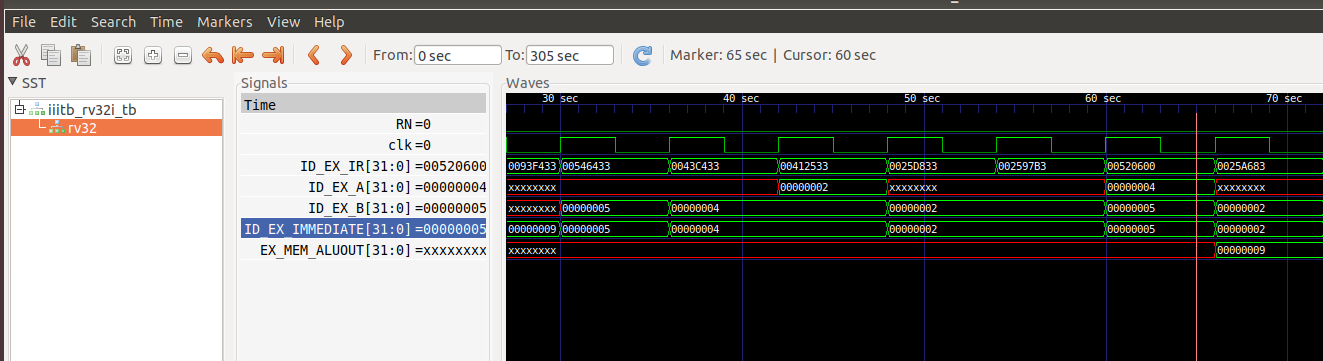 File Edit Search Time Markers View Help
From: 0 sec To: 305 sec Marker: 65 sec | Cursor: 60 sec
SST
iiitb_rv32i_tb
rv32
Signals
Time
RN =0
clk =0
ID_EX_IR[31:0] =00520600
ID_EX_A[31:0] =00000004
ID_EX_B[31:0] =00000005
ID_EX_IMMEDIATE[31:0] =00000005
EX_MEM_ALUOUT[31:0] =xxxxxxxx
Waves
30 sec 40 sec 50 sec 60 sec 70 sec
0093F433 00546433 0043C433 00412533 0025D833 002597B3 00520600 0025A683
xxxxxxxx 00000002 xxxxxxxx 00000004 xxxxxxxx
xxxxxxxx 00000005 00000004 00000002 00000005 00000002
00000009 00000005 00000004 00000002 00000005 00000002
xxxxxxxx 00000009